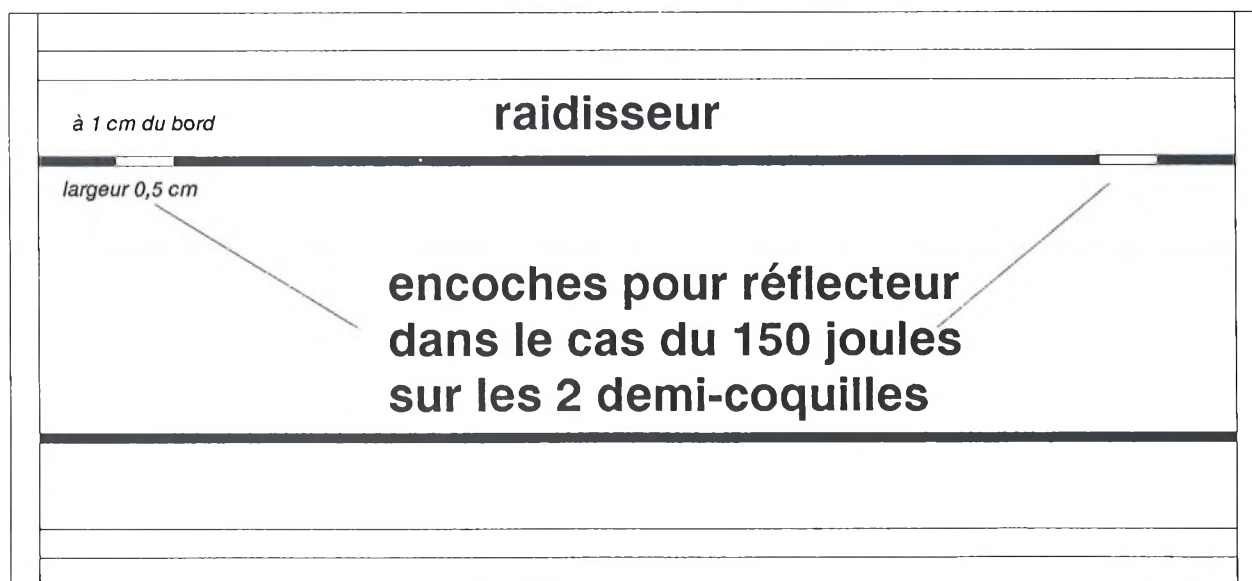 raidisseur
à 1 cm du bord
largeur 0,5 cm
encoches pour réflecteur
dans le cas du 150 joules
sur les 2 demi-coquilles